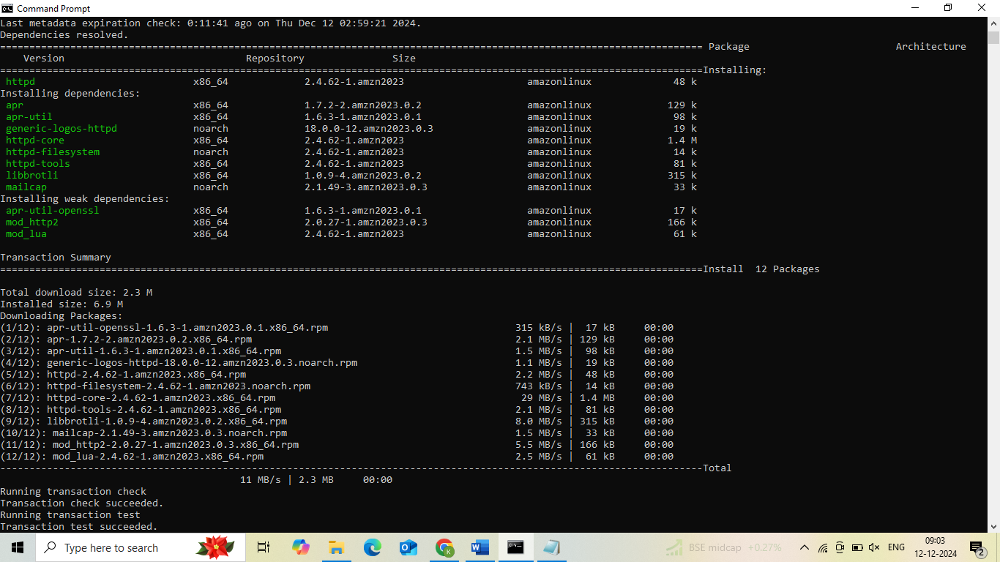 Command Prompt
Last metadata expiration check: 0:11:41 ago on Thu Dec 12 02:59:21 2024.
Dependencies resolved.
======================================================================================================================== Package                         Architecture
    Version                               Repository               Size
========================================================================================================================Installing:
 httpd                           x86_64             2.4.62-1.amzn2023                     amazonlinux              48 k
Installing dependencies:
 apr                             x86_64             1.7.2-2.amzn2023.0.2                  amazonlinux             129 k
 apr-util                        x86_64             1.6.3-1.amzn2023.0.1                  amazonlinux              98 k
 generic-logos-httpd             noarch             18.0.0-12.amzn2023.0.3                amazonlinux              19 k
 httpd-core                      x86_64             2.4.62-1.amzn2023                     amazonlinux             1.4 M
 httpd-filesystem                noarch             2.4.62-1.amzn2023                     amazonlinux              14 k
 httpd-tools                     x86_64             2.4.62-1.amzn2023                     amazonlinux              81 k
 libbrotli                       x86_64             1.0.9-4.amzn2023.0.2                  amazonlinux             315 k
 mailcap                         noarch             2.1.49-3.amzn2023.0.3                 amazonlinux              33 k
Installing weak dependencies:
 apr-util-openssl                x86_64             1.6.3-1.amzn2023.0.1                  amazonlinux              17 k
 mod_http2                       x86_64             2.0.27-1.amzn2023.0.3                 amazonlinux             166 k
 mod_lua                         x86_64             2.4.62-1.amzn2023                     amazonlinux              61 k
Transaction Summary
========================================================================================================================Install  12 Packages
Total download size: 2.3 M
Installed size: 6.9 M
Downloading Packages:
(1/12): apr-util-openssl-1.6.3-1.amzn2023.0.1.x86_64.rpm                                315 kB/s |  17 kB     00:00
(2/12): apr-1.7.2-2.amzn2023.0.2.x86_64.rpm                                             2.1 MB/s | 129 kB     00:00
(3/12): apr-util-1.6.3-1.amzn2023.0.1.x86_64.rpm                                        1.5 MB/s |  98 kB     00:00
(4/12): generic-logos-httpd-18.0.0-12.amzn2023.0.3.noarch.rpm                           1.1 MB/s |  19 kB     00:00
(5/12): httpd-2.4.62-1.amzn2023.x86_64.rpm                                              2.2 MB/s |  48 kB     00:00
(6/12): httpd-filesystem-2.4.62-1.amzn2023.noarch.rpm                                   743 kB/s |  14 kB     00:00
(7/12): httpd-core-2.4.62-1.amzn2023.x86_64.rpm                                          29 MB/s | 1.4 MB     00:00
(8/12): httpd-tools-2.4.62-1.amzn2023.x86_64.rpm                                        2.1 MB/s |  81 kB     00:00
(9/12): libbrotli-1.0.9-4.amzn2023.0.2.x86_64.rpm                                       8.0 MB/s | 315 kB     00:00
(10/12): mailcap-2.1.49-3.amzn2023.0.3.noarch.rpm                                       1.5 MB/s |  33 kB     00:00
(11/12): mod_http2-2.0.27-1.amzn2023.0.3.x86_64.rpm                                     5.5 MB/s | 166 kB     00:00
(12/12): mod_lua-2.4.62-1.amzn2023.x86_64.rpm                                           2.5 MB/s |  61 kB     00:00
------------------------------------------------------------------------------------------------------------------------Total
                                         11 MB/s | 2.3 MB     00:00
Running transaction check
Transaction check succeeded.
Running transaction test
Transaction test succeeded.
Type here to search
BSE midcap +0.27%
ENG
09:03
12-12-2024
2